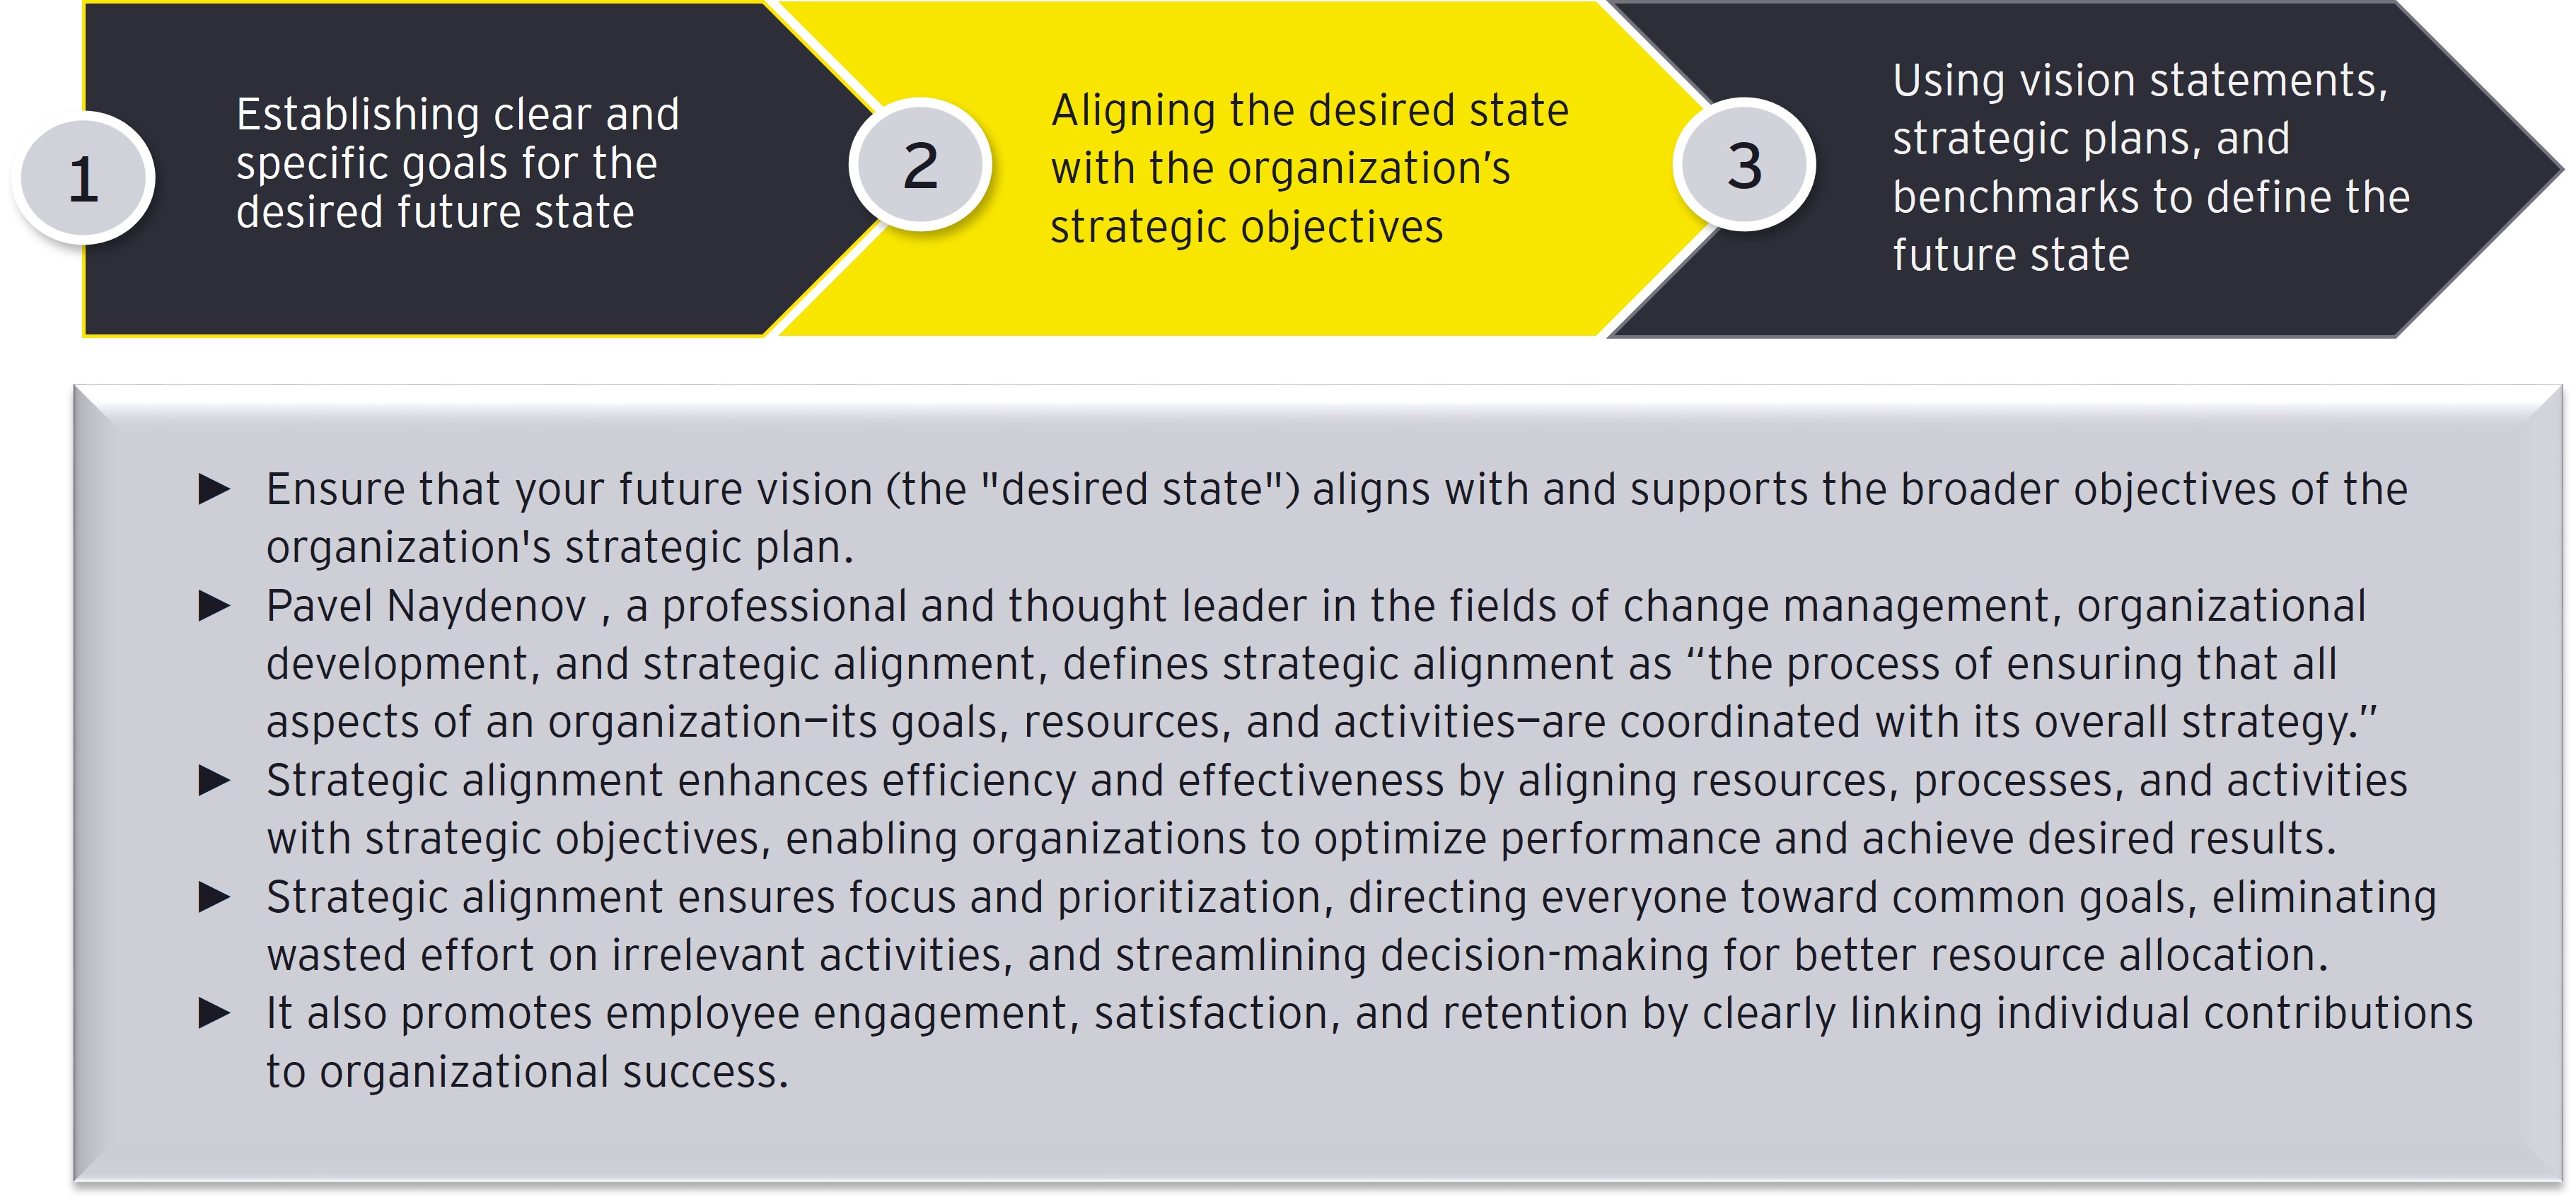 1
Establishing clear and
specific goals for the
desired future state
2
Aligning the desired state
with the organization’s
strategic objectives
3
Using vision statements,
strategic plans, and
benchmarks to define the
future state
► Ensure that your future vision (the "desired state") aligns with and supports the broader objectives of the
organization's strategic plan.
► Pavel Naydenov , a professional and thought leader in the fields of change management, organizational
development, and strategic alignment, defines strategic alignment as “the process of ensuring that all
aspects of an organization—its goals, resources, and activities—are coordinated with its overall strategy.”
► Strategic alignment enhances efficiency and effectiveness by aligning resources, processes, and activities
with strategic objectives, enabling organizations to optimize performance and achieve desired results.
► Strategic alignment ensures focus and prioritization, directing everyone toward common goals, eliminating
wasted effort on irrelevant activities, and streamlining decision-making for better resource allocation.
► It also promotes employee engagement, satisfaction, and retention by clearly linking individual contributions
to organizational success.